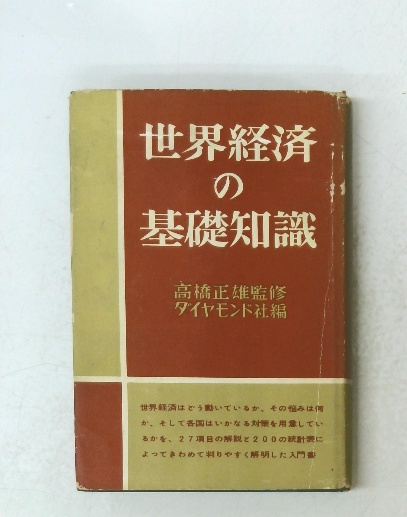 世界経済
の
基礎知識
高橋正雄監修
ダイヤモンド社編
世界経済はどう動いているか、その悩みは何
か、そして各国はいかなる対策を用意してい
るかを、27項目の解説と200の統計表に
よってきわめて判りやすく解明した入門書